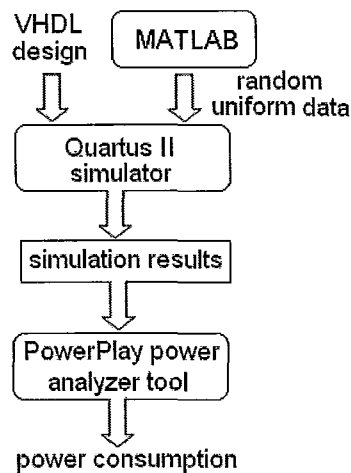 VHDL
design
MATLAB
random
uniform data
Quartus II
simulator
simulation results
PowerPlay power
analyzer tool
power consumption